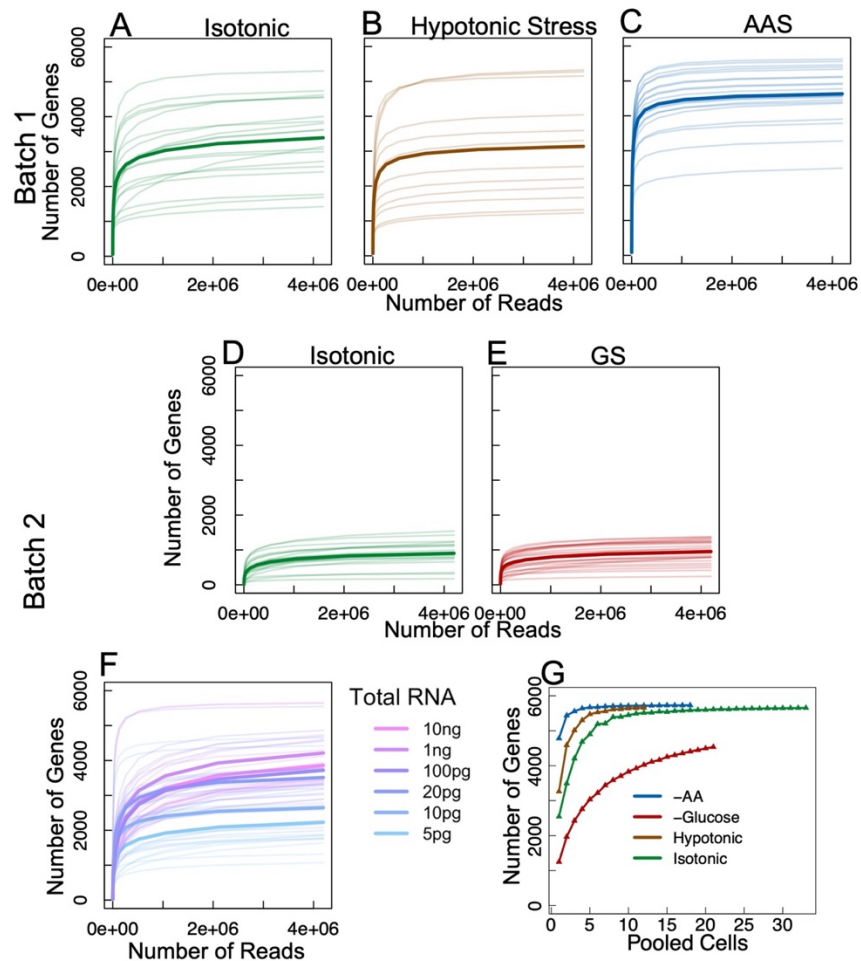 A Isotonic
B Hypotonic Stress
C AAS
Batch 1
Number of Genes
0 2000 4000 6000
0e+00 2e+06 4e+06
0e+00 2e+06 4e+06
0e+00 2e+06 4e+06
Number of Reads
D Isotonic
E GS
Batch 2
Number of Genes
0 2000 4000 6000
0e+00 2e+06 4e+06
0e+00 2e+06 4e+06
Number of Reads
F
Number of Genes
0 2000 4000 6000
0e+00 2e+06 4e+06
Number of Reads
Total RNA
10ng
1ng
100pg
20pg
10pg
5pg
G
Number of Genes
0 2000 4000 6000
-AA
-Glucose
Hypotonic
Isotonic
0 5 10 15 20 25 30
Pooled Cells